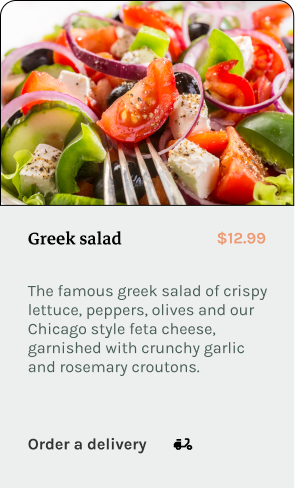 Greek salad $12.99
The famous greek salad of crispy
lettuce, peppers, olives and our
Chicago style feta cheese,
garnished with crunchy garlic
and rosemary croutons.
Order a delivery